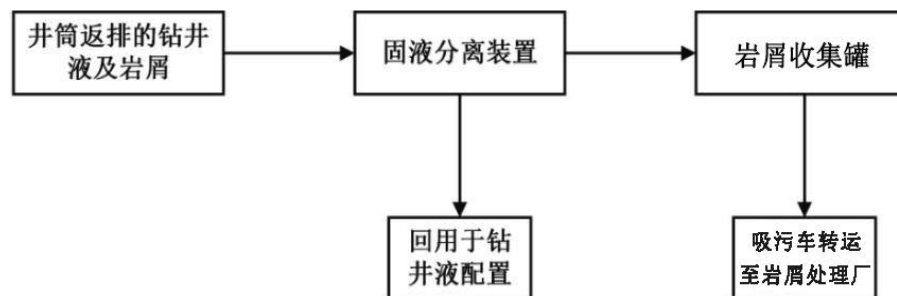 井筒返排的钻井
液及岩屑
固液分离装置
岩屑收集罐
回用于钻
井液配置
吸污车转运
至岩屑处理厂